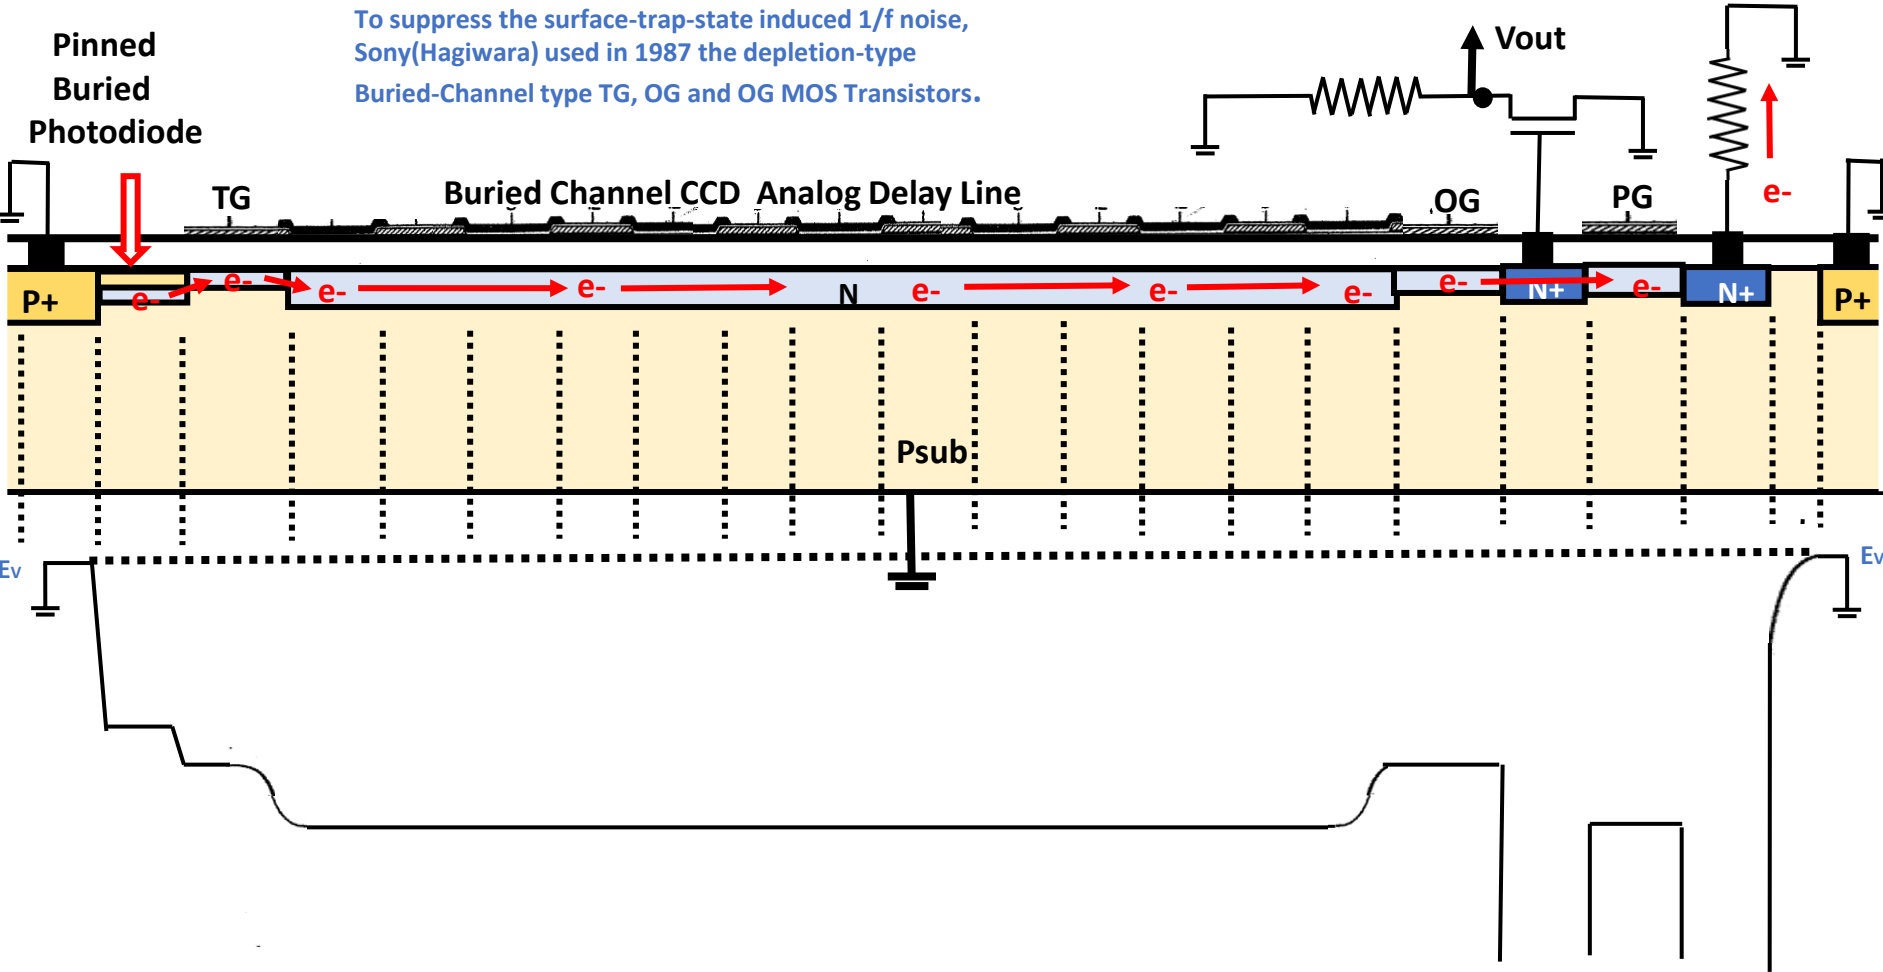 To suppress the surface-trap-state induced 1/f noise,
Sony(Hagiwara) used in 1987 the depletion-type
Buried-Channel type TG, OG and OG MOS Transistors.
Pinned
Buried
Photodiode
Vout
TG
Buried Channel CCD Analog Delay Line
OG
PG
e-
P+
e-
e-
e-
e-
N
e-
e-
e-
e-
N+
e-
N+
P+
Psub
Ev
Ev